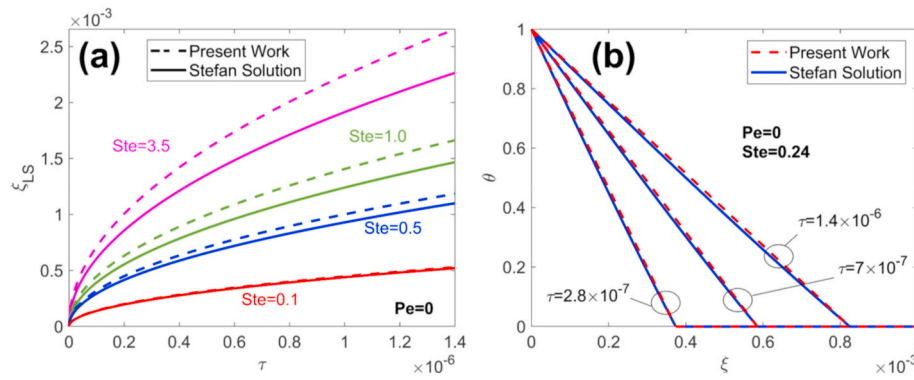 ×10⁻³
(a)
Present Work
Stefan Solution
2.5
2
1.5
1
0.5
0
ξLS
Ste=3.5
Ste=1.0
Ste=0.5
Ste=0.1
Pe=0
0 0.2 0.4 0.6 0.8 1 1.2 1.4
τ
×10⁻⁶
(b)
Present Work
Stefan Solution
1
0.8
0.6
0.4
0.2
0
θ
Pe=0
Ste=0.24
τ=1.4×10⁻⁶
τ=7×10⁻⁷
τ=2.8×10⁻⁷
0 0.2 0.4 0.6 0.8
ξ
×10⁻³